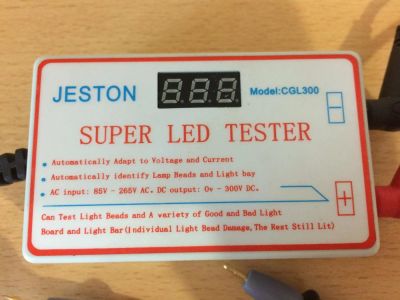 JESTON
Model:CGL300
SUPER LED TESTER
Automatically Adapt to Voltage and Current
Automatically identify Lamp Beads and Light bay
AC input: 85V - 265V AC. DC output: 0v - 300V DC.
Can Test Light Beads and A variety of Good and Bad Light
Board and Light Bar(Individual Light Bead Damage, The Rest Still Lit)